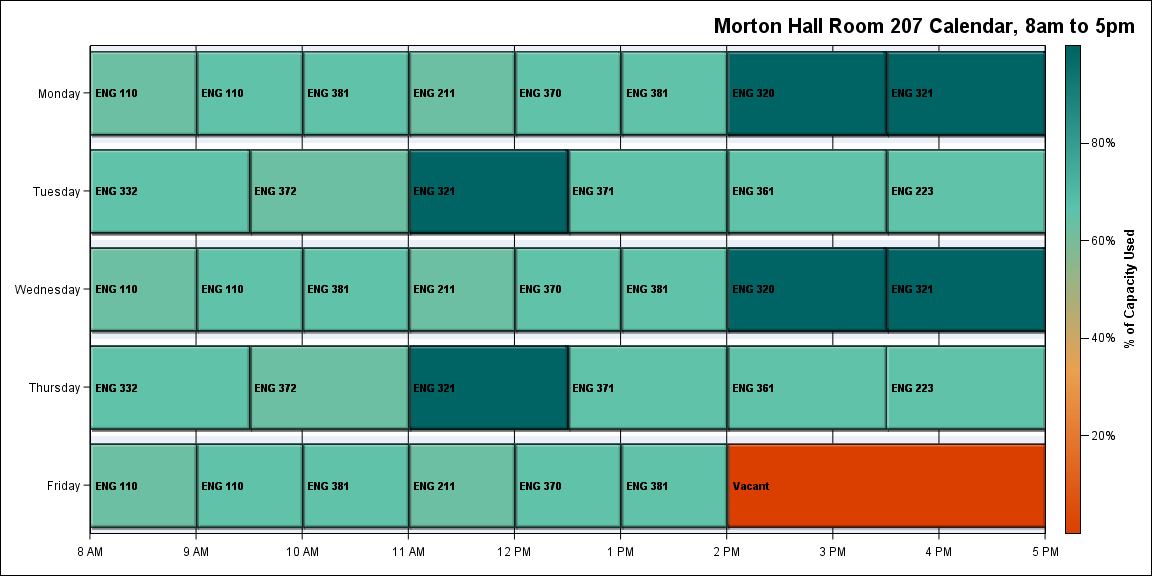 Morton Hall Room 207 Calendar, 8am to 5pm
Monday
ENG 110
ENG 110
ENG 381
ENG 211
ENG 370
ENG 381
ENG 320
ENG 321
Tuesday
ENG 332
ENG 372
ENG 321
ENG 371
ENG 361
ENG 223
Wednesday
ENG 110
ENG 110
ENG 381
ENG 211
ENG 370
ENG 381
ENG 320
ENG 321
Thursday
ENG 332
ENG 372
ENG 321
ENG 371
ENG 361
ENG 223
Friday
ENG 110
ENG 110
ENG 381
ENG 211
ENG 370
ENG 381
Vacant
8 AM
9 AM
10 AM
11 AM
12 PM
1 PM
2 PM
3 PM
4 PM
5 PM
80%
60%
40%
20%
% of Capacity Used